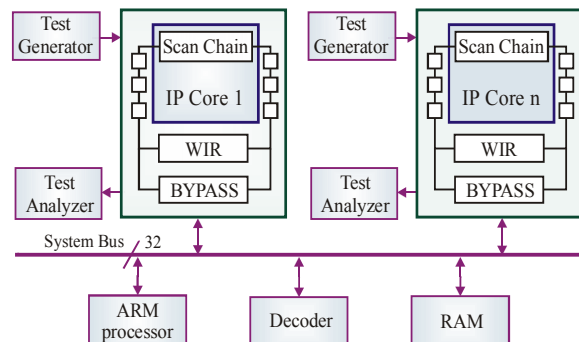 Test
Generator
Scan Chain
IP Core 1
WIR
BYPASS
Test
Analyzer
Test
Generator
Scan Chain
IP Core n
WIR
BYPASS
Test
Analyzer
System Bus
32
ARM
processor
Decoder
RAM